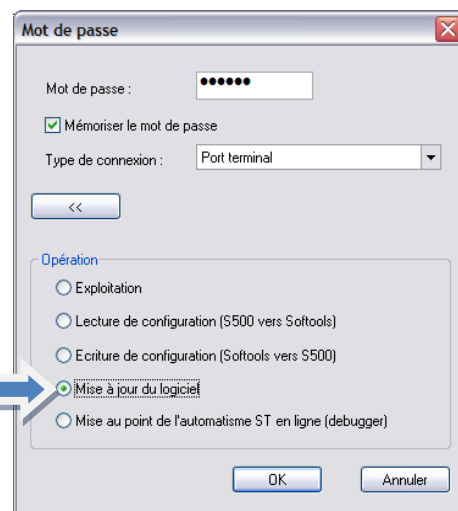 Mot de passe
Mot de passe :
●●●●●●
Mémoriser le mot de passe
Type de connexion :
Port terminal
<<
Opération
Exploitation
Lecture de configuration (S500 vers Softools)
Ecriture de configuration (Softools vers S500)
Mise à jour du logiciel
Mise au point de l'automatisme ST en ligne (debugger)
OK
Annuler